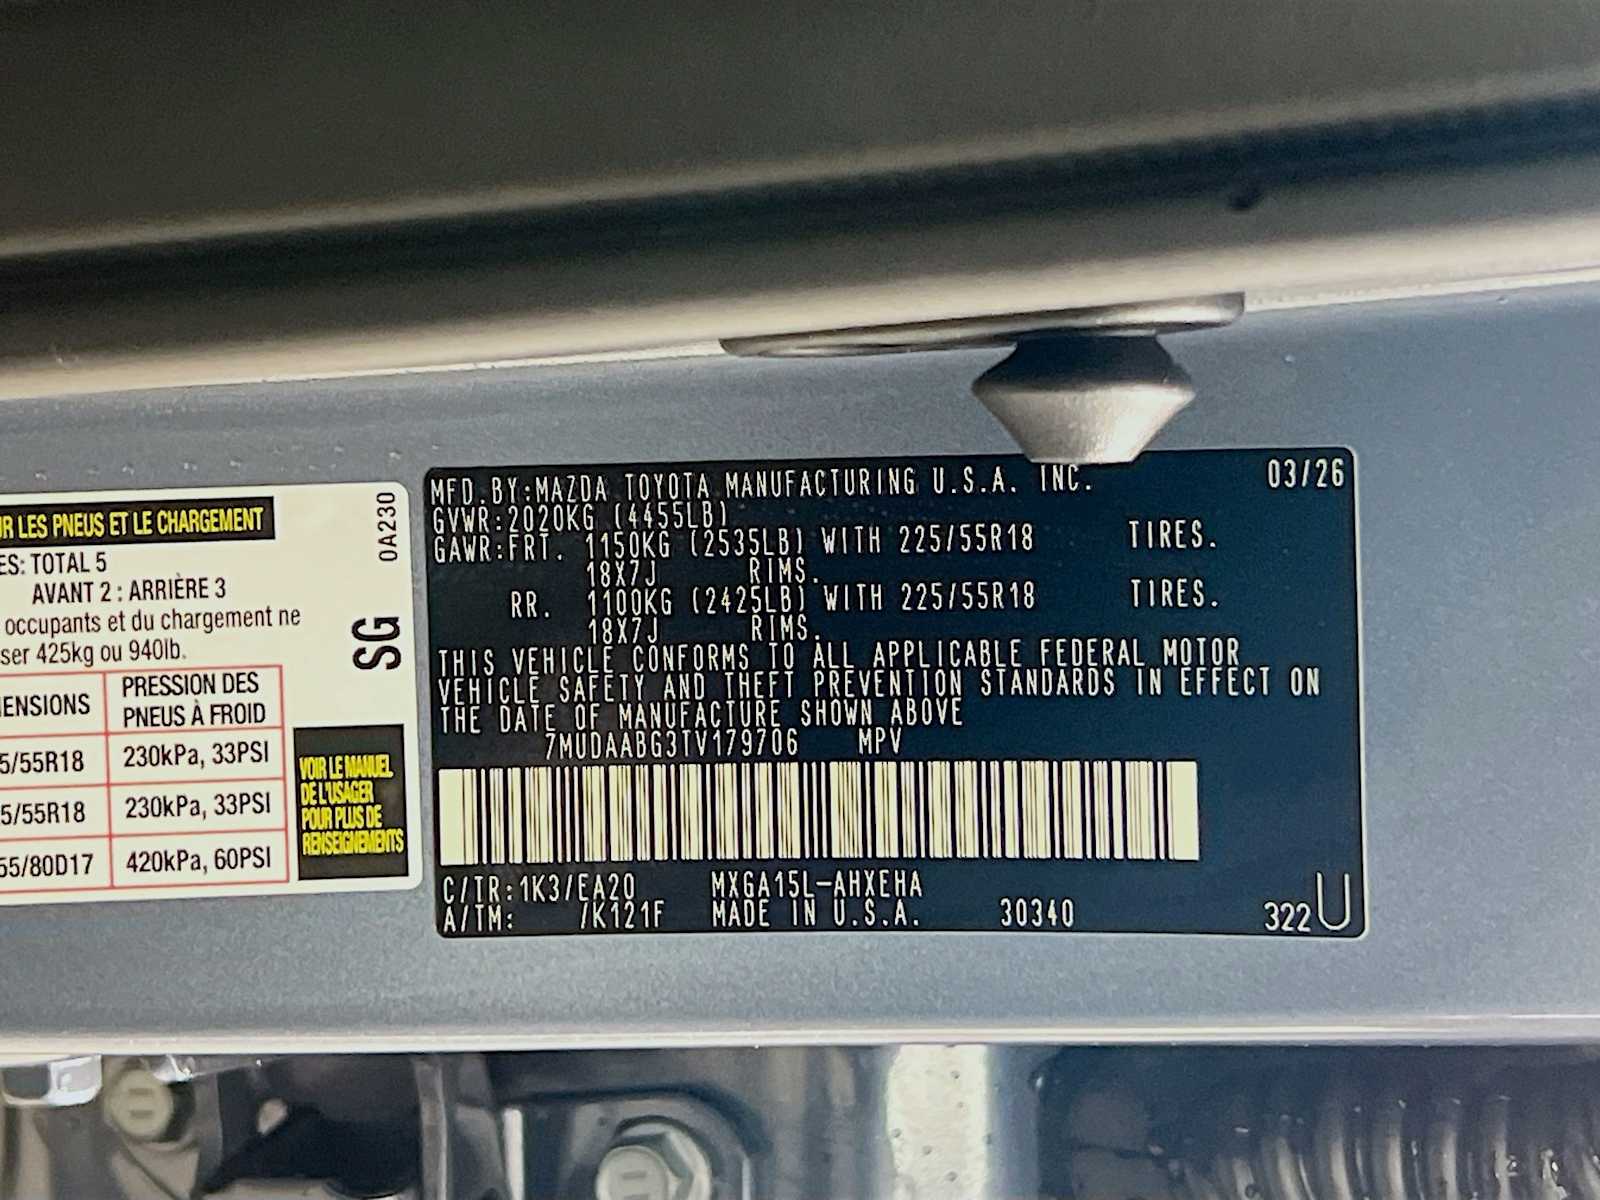 R LES PNEUS ET LE CHARGEMENT
ES: TOTAL 5
AVANT 2 : ARRIÈRE 3
occupants et du chargement ne
ser 425kg ou 940lb.
ENSIONS PRESSION DES
PNEUS À FROID
5/55R18 230kPa, 33PSI
5/55R18 230kPa, 33PSI
55/80D17 420kPa, 60PSI
0A230
SG
VOIR LE MANUEL
DE L'USAGER
POUR PLUS DE
RENSEIGNEMENTS
MFD.BY:MAZDA TOYOTA MANUFACTURING U.S.A. INC. 03/26
GVWR:2020KG (4455LB)
GAWR:FRT. 1150KG (2535LB) WITH 225/55R18 TIRES.
18X7J RIMS.
RR. 1100KG (2425LB) WITH 225/55R18 TIRES.
18X7J RIMS.
THIS VEHICLE CONFORMS TO ALL APPLICABLE FEDERAL MOTOR
VEHICLE SAFETY AND THEFT PREVENTION STANDARDS IN EFFECT ON
THE DATE OF MANUFACTURE SHOWN ABOVE
7MUDAABG3TV179706 MPV
C/TR:1K3/EA20 MXGA15L-AHXEHA
A/TM: /K121F MADE IN U.S.A. 30340 322U